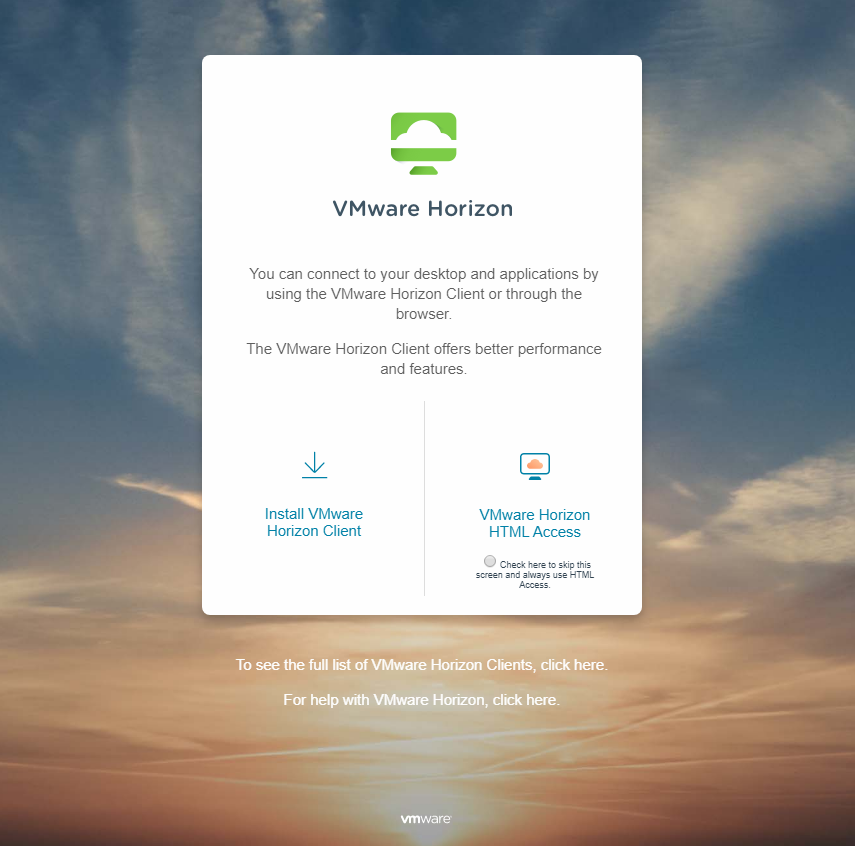 VMware Horizon
You can connect to your desktop and applications by
using the VMware Horizon Client or through the
browser.
The VMware Horizon Client offers better performance
and features.
Install VMware
Horizon Client
VMware Horizon
HTML Access
Check here to skip this
screen and always use HTML
Access.
To see the full list of VMware Horizon Clients, click here.
For help with VMware Horizon, click here.
vmware